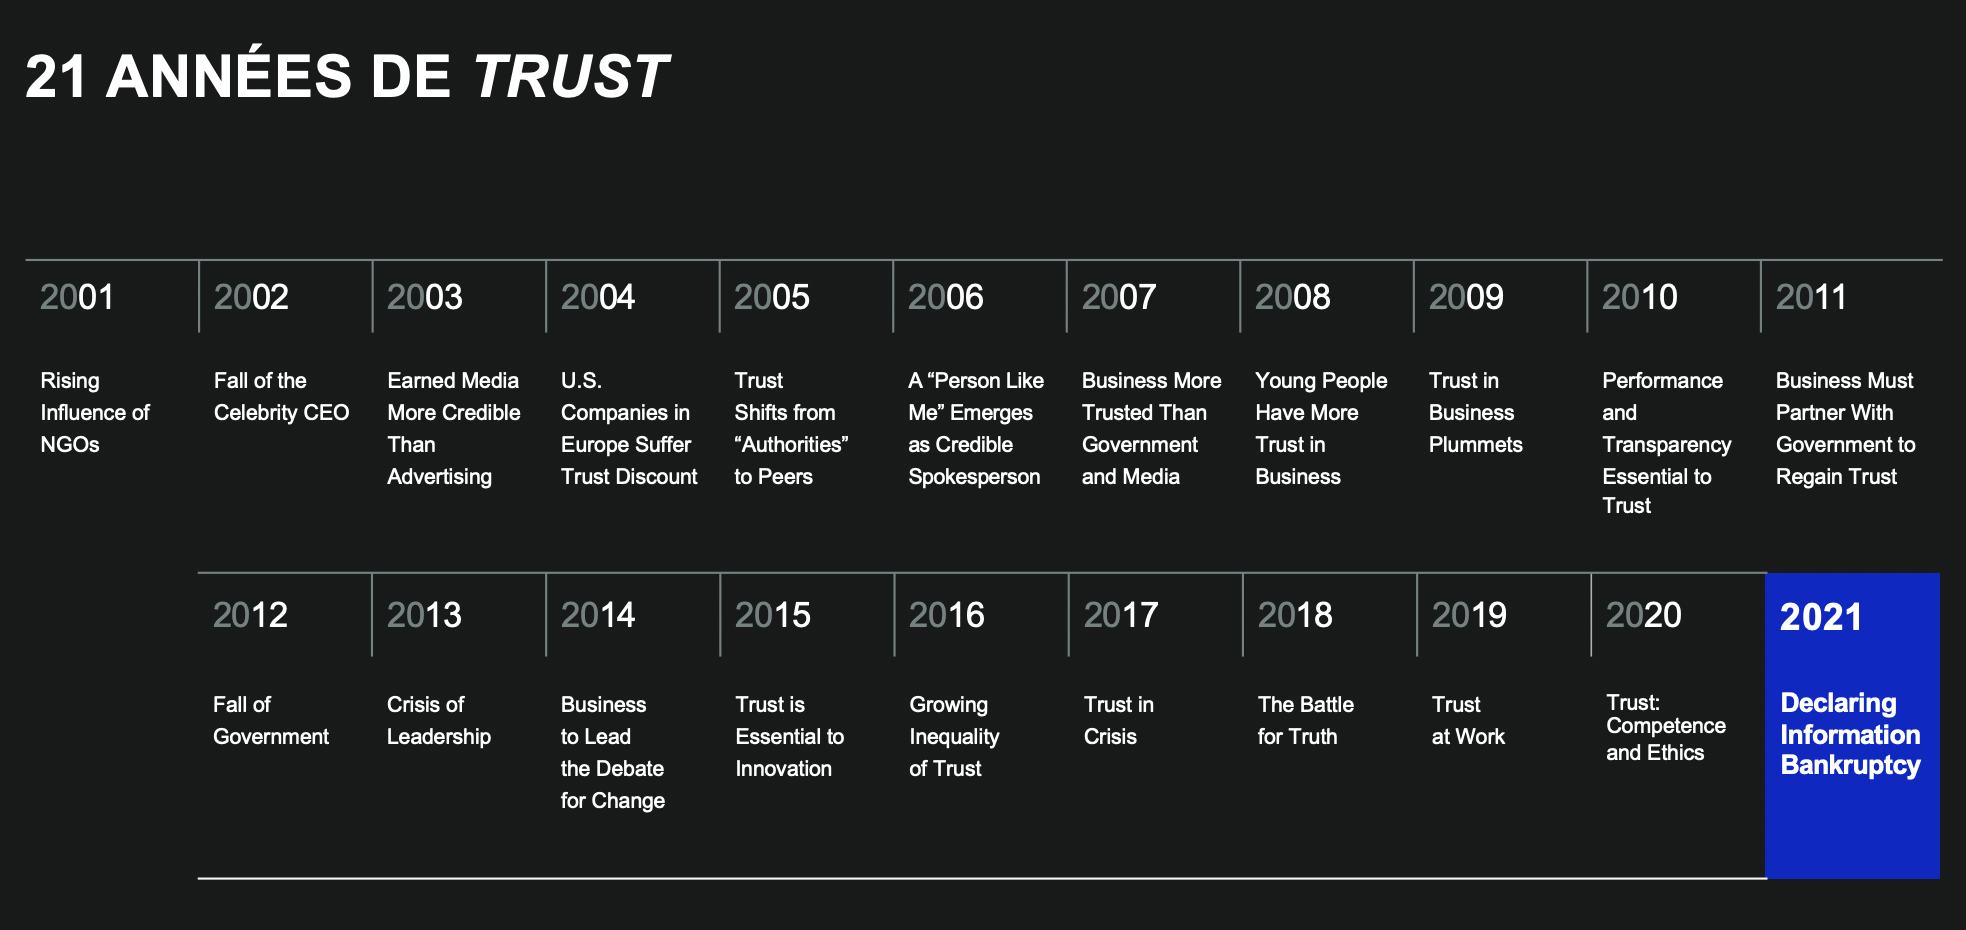 21 ANNÉES DE TRUST
2001
Rising
Influence of
NGOs
2002
Fall of the
Celebrity CEO
2003
Earned Media
More Credible
Than
Advertising
2004
U.S.
Companies in
Europe Suffer
Trust Discount
2005
Trust
Shifts from
“Authorities”
to Peers
2006
A “Person Like
Me” Emerges
as Credible
Spokesperson
2007
Business More
Trusted Than
Government
and Media
2008
Young People
Have More
Trust in
Business
2009
Trust in
Business
Plummets
2010
Performance
and
Transparency
Essential to
Trust
2011
Business Must
Partner With
Government to
Regain Trust
2012
Fall of
Government
2013
Crisis of
Leadership
2014
Business
to Lead
the Debate
for Change
2015
Trust is
Essential to
Innovation
2016
Growing
Inequality
of Trust
2017
Trust in
Crisis
2018
The Battle
for Truth
2019
Trust
at Work
2020
Trust:
Competence
and Ethics
2021
Declaring
Information
Bankruptcy